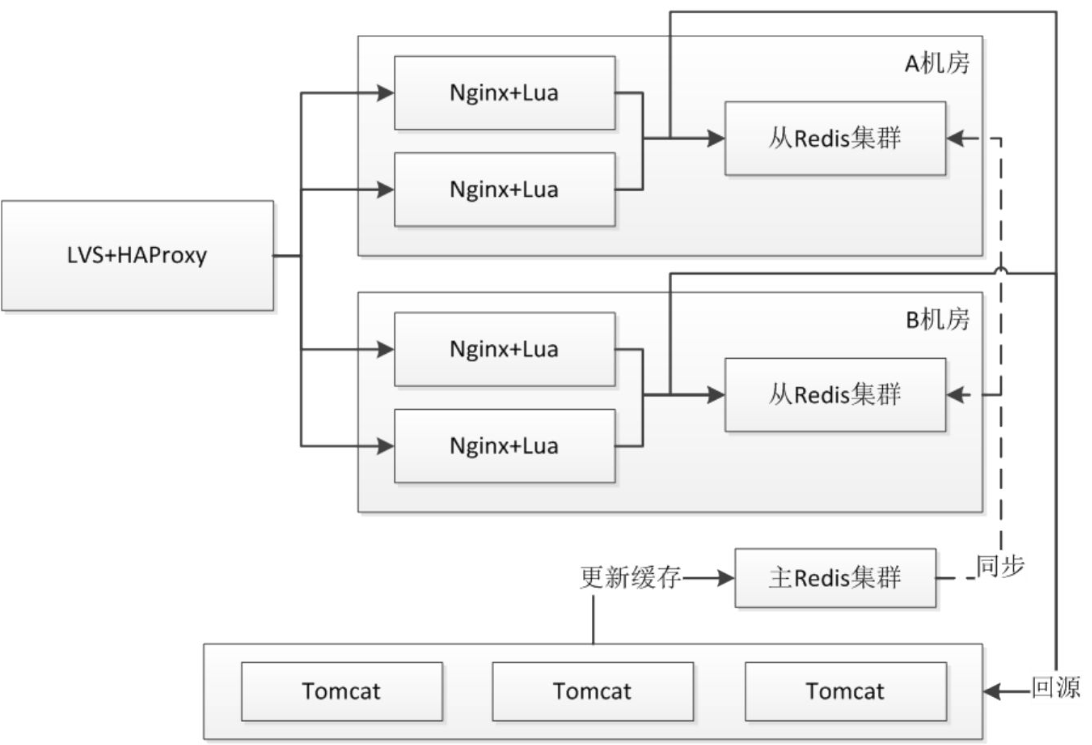 A机房
Nginx+Lua
从Redis集群
Nginx+Lua
LVS+HAProxy
B机房
Nginx+Lua
从Redis集群
Nginx+Lua
更新缓存
主Redis集群
同步
Tomcat
Tomcat
Tomcat
回源